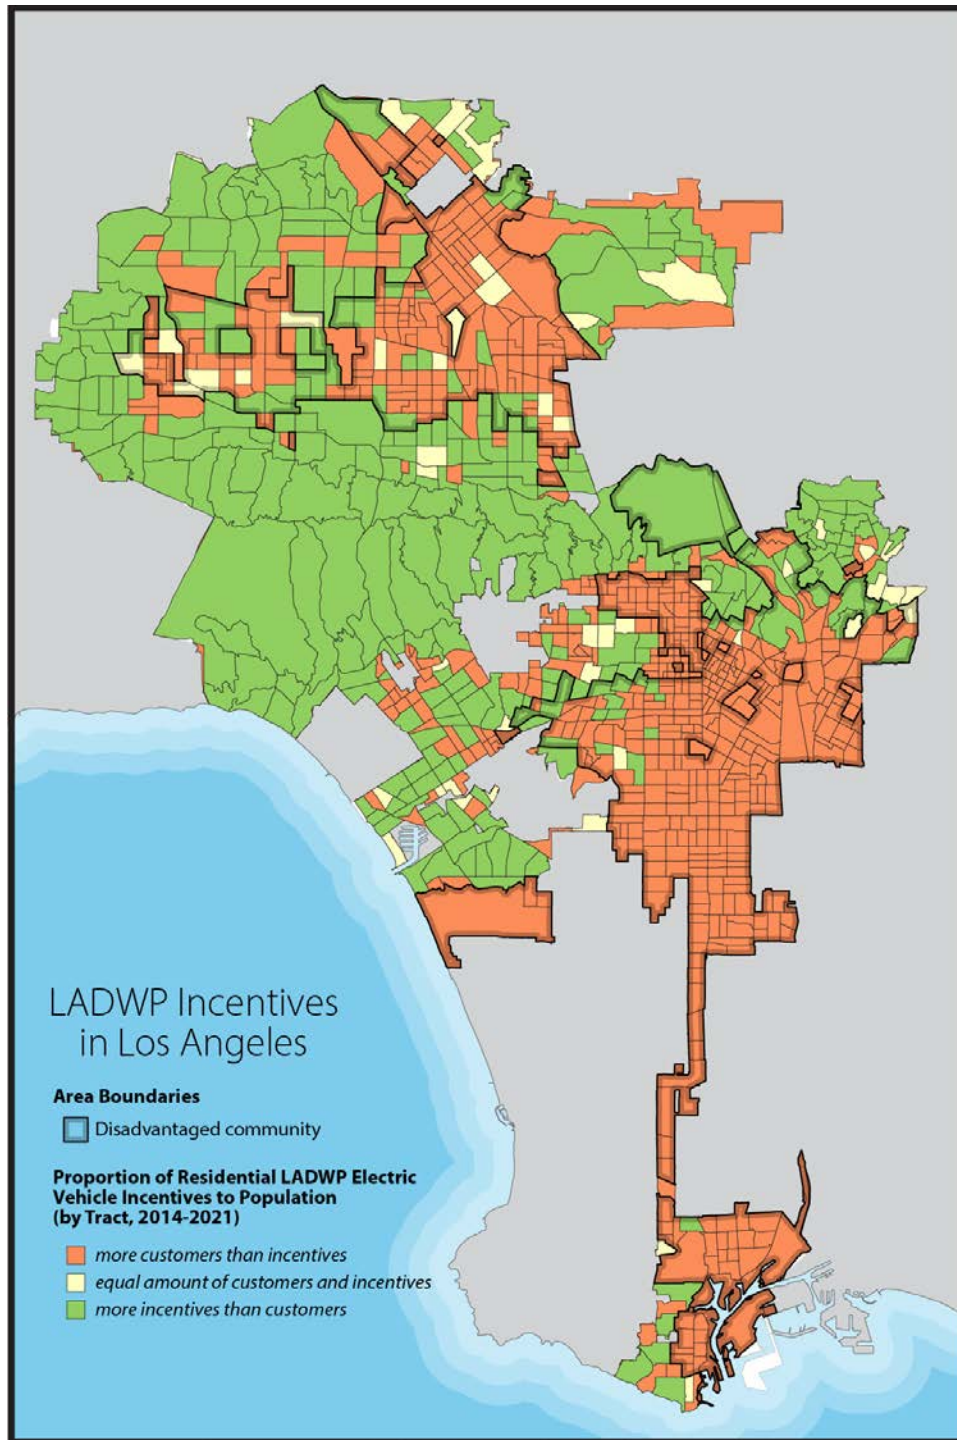 LADWP Incentives
in Los Angeles
Area Boundaries
Disadvantaged community
Proportion of Residential LADWP Electric
Vehicle Incentives to Population
(by Tract, 2014-2021)
more customers than incentives
equal amount of customers and incentives
more incentives than customers